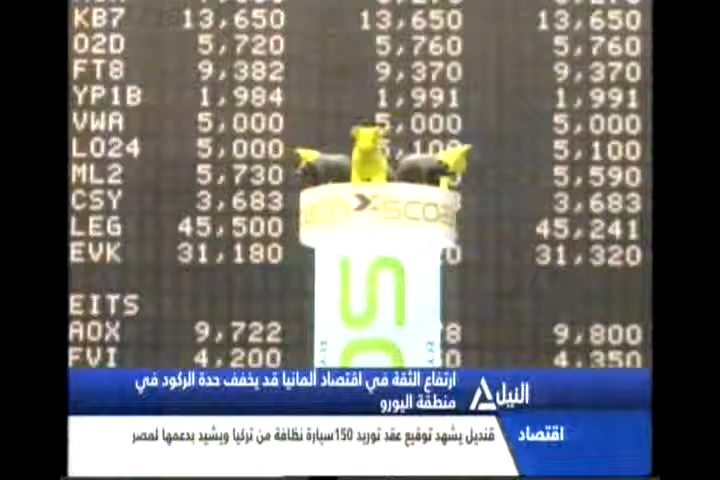 KB7 13,650 13,650 13,650
O2D 5,720 5,760 5,760
FT8 9,382 9,370 9,370
YP1B 1,984 1,991 1,991
VWA 5,000 5,000 5,000
LO24 5,000 5,100 5,100
ML2 5,730 5,590
CSY 3,683 3,683
LEG 45,500 45,241
EVK 31,180 31,320
EITS
AOX 9,722 9,800
FVI 4,200 4,350
ارتفاع الثقة في اقتصاد المانيا قد يخفف حدة الركود في
منطقة اليورو
النيل
اقتصاد
قنديل يشهد توقيع عقد توريد 150سيارة نظافة من تركيا ويشيد بدعمها لمصر